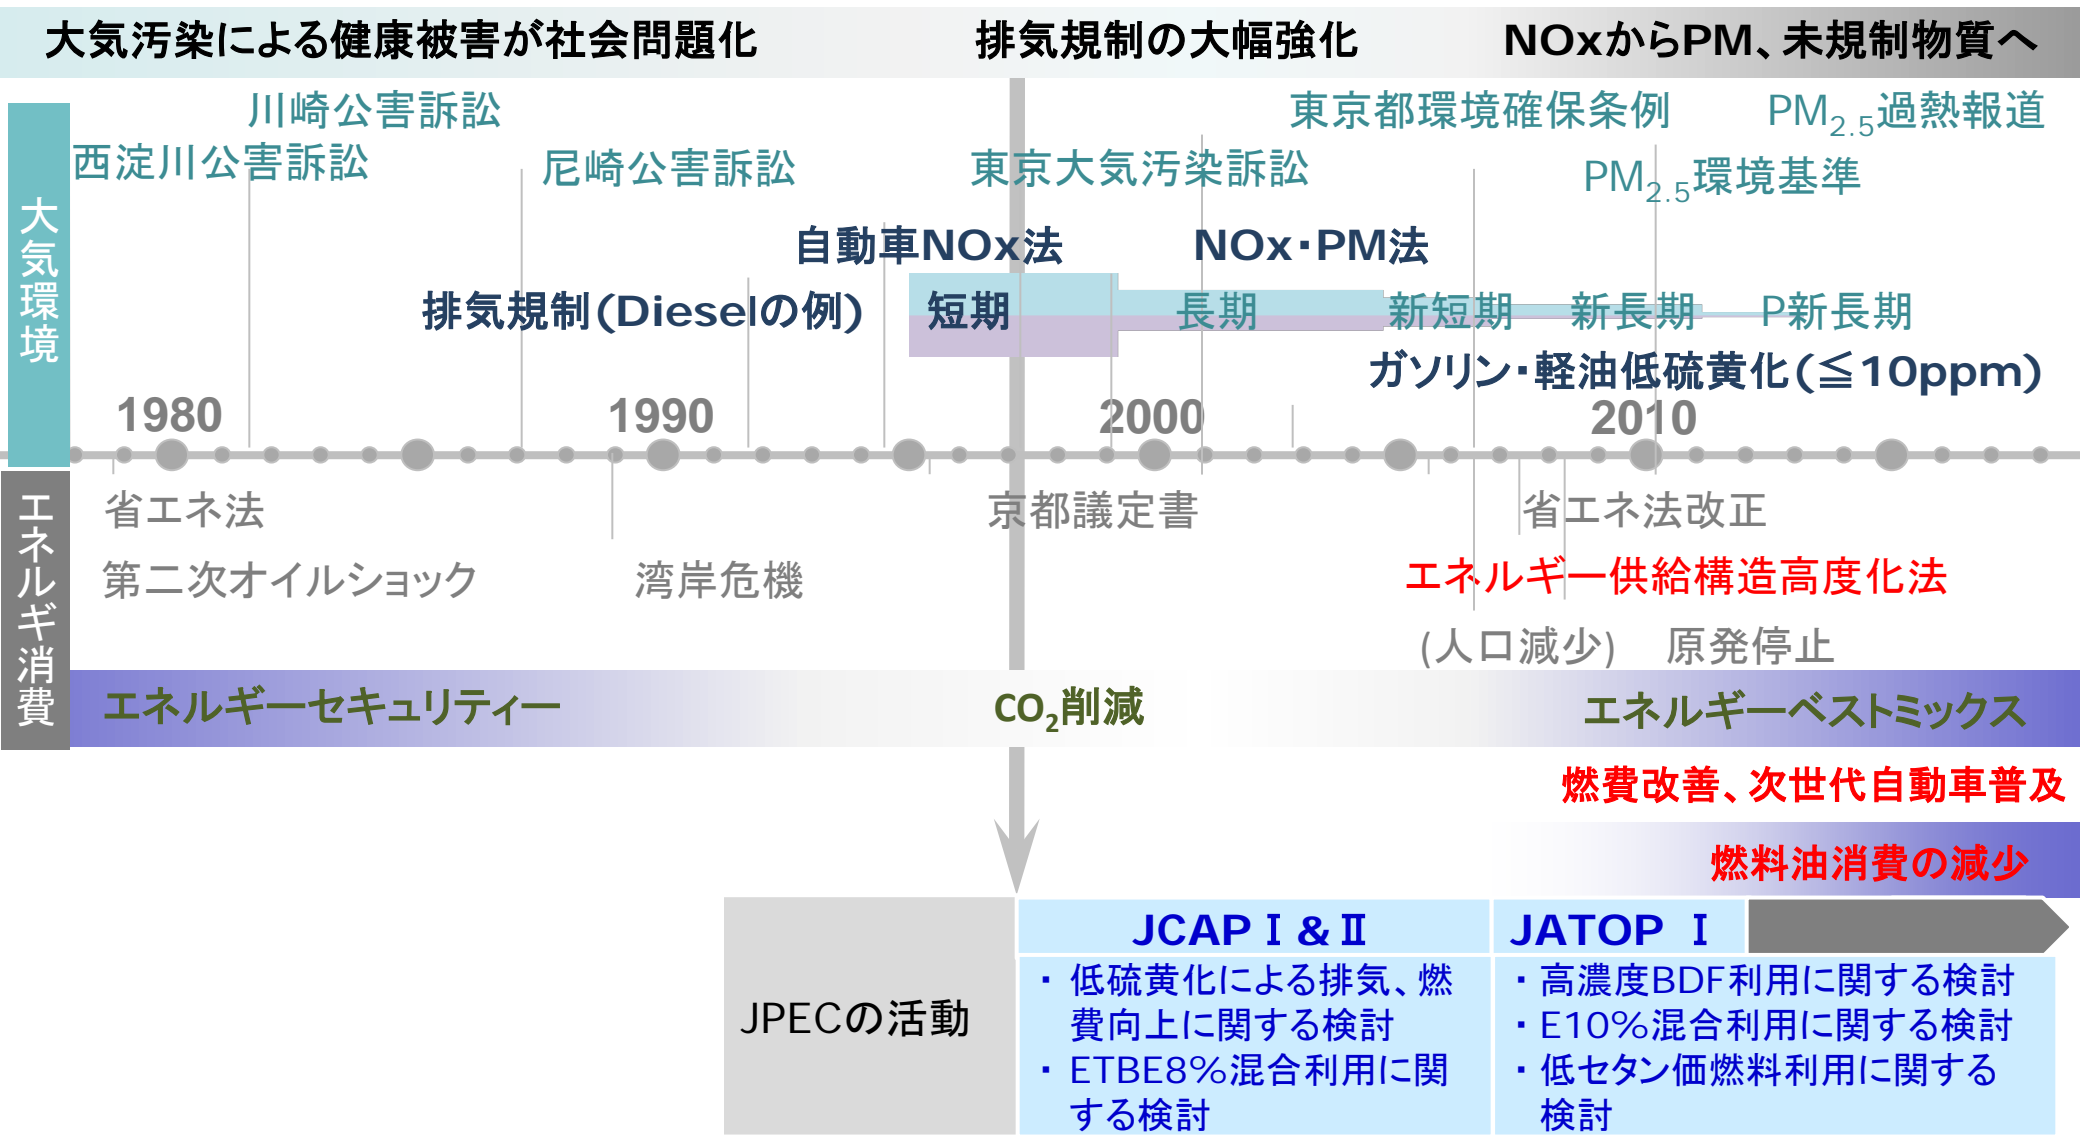 大気汚染による健康被害が社会問題化
排気規制の大幅強化
NOxからPM、未規制物質へ
大気環境
川崎公害訴訟
東京都環境確保条例
PM2.5過熱報道
西淀川公害訴訟
尼崎公害訴訟
東京大気汚染訴訟
PM2.5環境基準
自動車NOx法
NOx・PM法
排気規制(Dieselの例)
短期
長期
新短期
新長期
P新長期
ガソリン・軽油低硫黄化(≦10ppm)
1980
1990
2000
2010
エネルギ消費
省エネ法
京都議定書
省エネ法改正
第二次オイルショック
湾岸危機
エネルギー供給構造高度化法
(人口減少)
原発停止
エネルギーセキュリティー
CO2削減
エネルギーベストミックス
燃費改善、次世代自動車普及
燃料油消費の減少
JPECの活動
JCAPⅠ&Ⅱ
JATOP Ⅰ
・ 低硫黄化による排気、燃
費向上に関する検討
・ ETBE8%混合利用に関
する検討
・高濃度BDF利用に関する検討
・E10%混合利用に関する検討
・低セタン価燃料利用に関する
検討